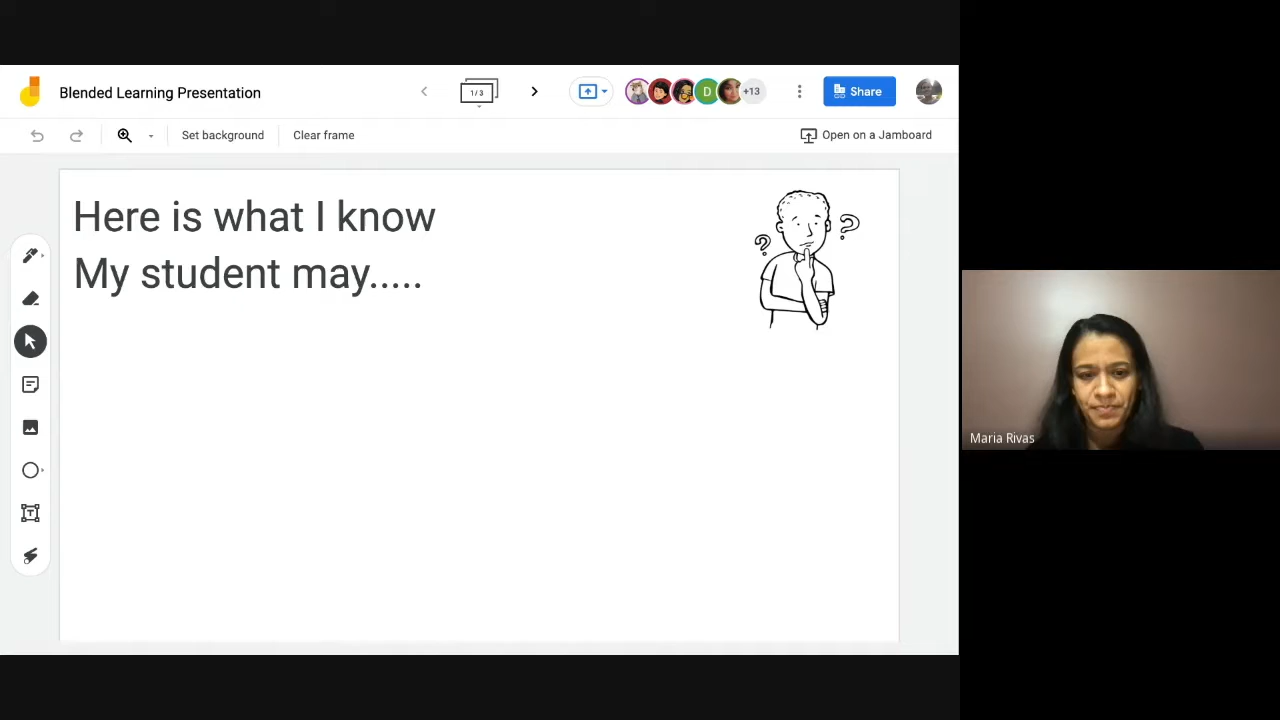 Blended Learning Presentation
1/3
D
+13
Share
Set background
Clear frame
Open on a Jamboard
Here is what I know
My student may.....
? ?
T
Maria Rivas